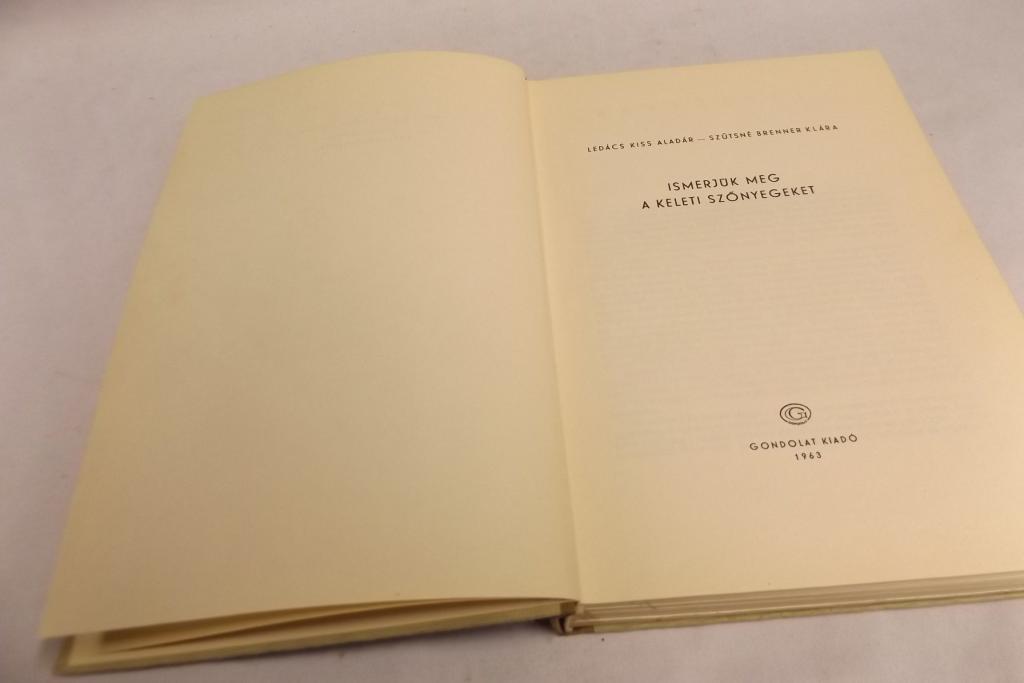 LEDÁCS KISS ALADÁR — SZÜTSNÉ BRENNER KLÁRA
ISMERJÜK MEG
A KELETI SZŐNYEGEKET
G
GONDOLAT KIADÓ
1963